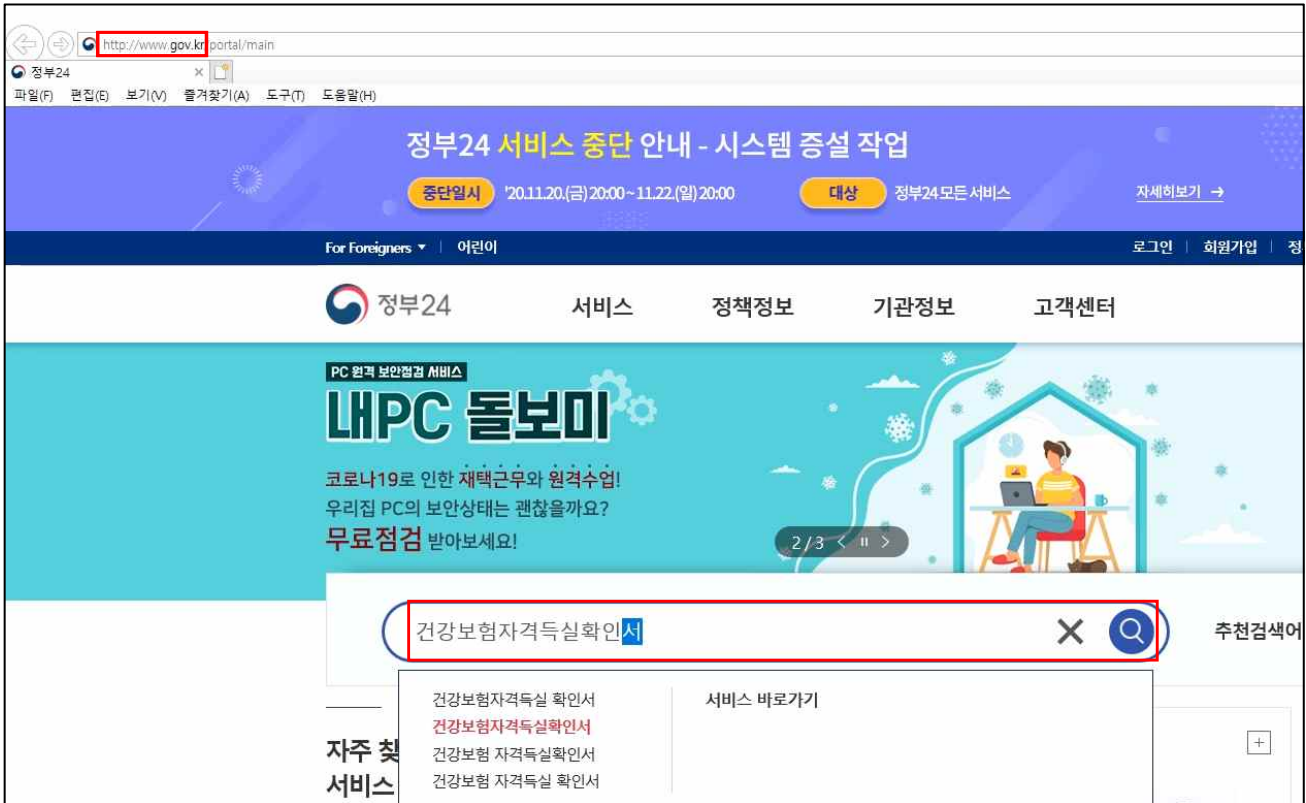 http://www.gov.kr/portal/main
정부24
파일(F) 편집(E) 보기(V) 즐겨찾기(A) 도구(T) 도움말(H)
정부24 서비스 중단 안내 - 시스템 증설 작업
중단일시 '20.11.20.(금) 20:00 ~ 11.22.(일) 20:00 대상 정부24 모든 서비스 자세히보기 →
For Foreigners 어린이 로그인 회원가입 정
정부24 서비스 정책정보 기관정보 고객센터
PC 원격 보안점검 서비스
내PC 돌보미
코로나19로 인한 재택근무와 원격수업!
우리집 PC의 보안상태는 괜찮을까요?
무료점검 받아보세요!
2/3
건강보험자격득실확인서 추천검색어
건강보험자격득실 확인서 서비스 바로가기
건강보험자격득실확인서
건강보험 자격득실확인서
건강보험 자격득실 확인서
자주 찾
서비스